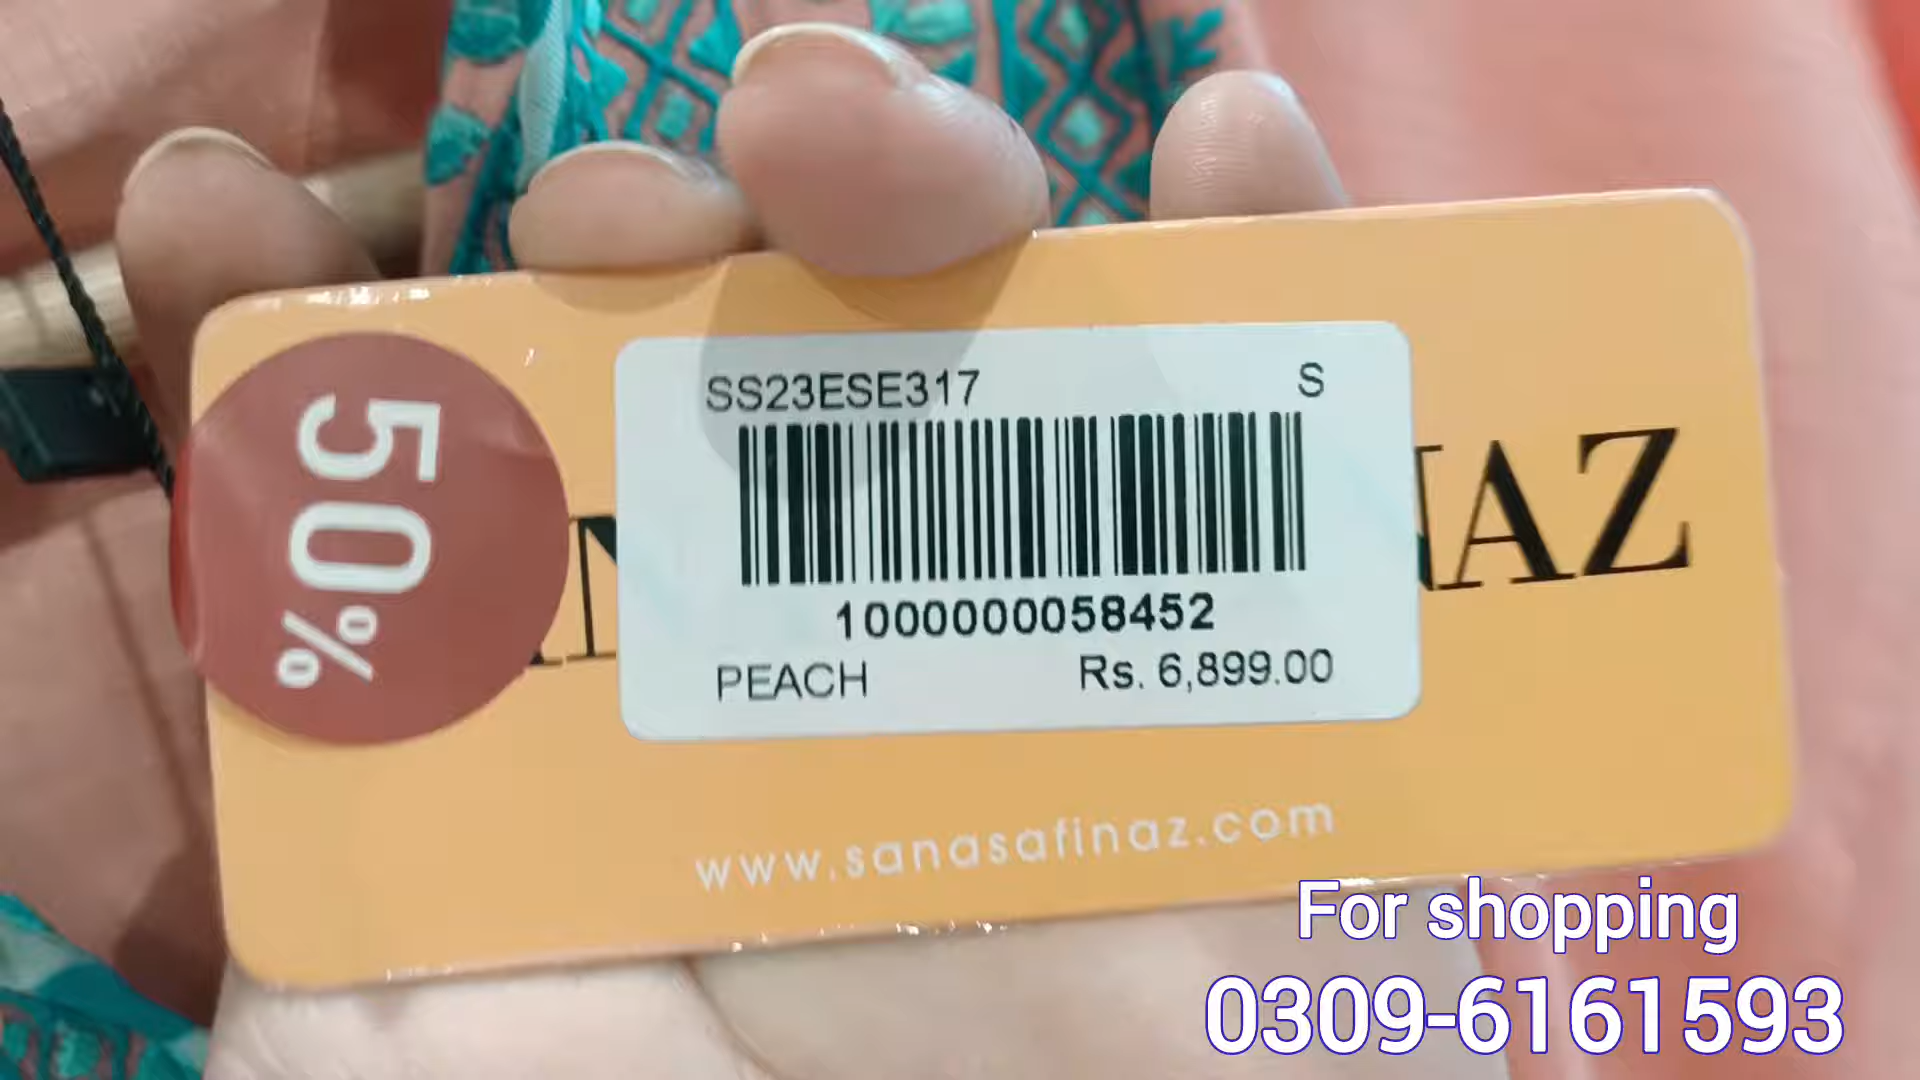 50%
SS23ESE317 S
1000000058452
PEACH Rs. 6,899.00
www.sanasafinaz.com
For shopping
0309-6161593